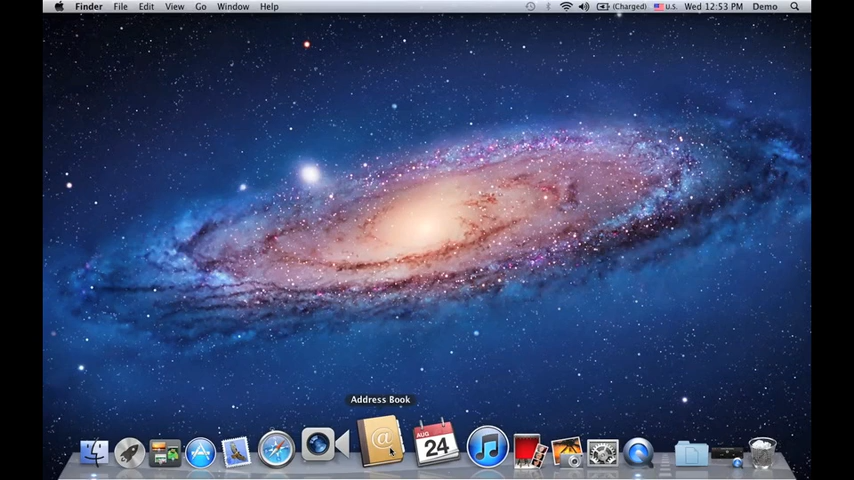 Finder File Edit View Go Window Help (Charged) U.S. Wed 12:53 PM Demo
Address Book
@
AUG
24